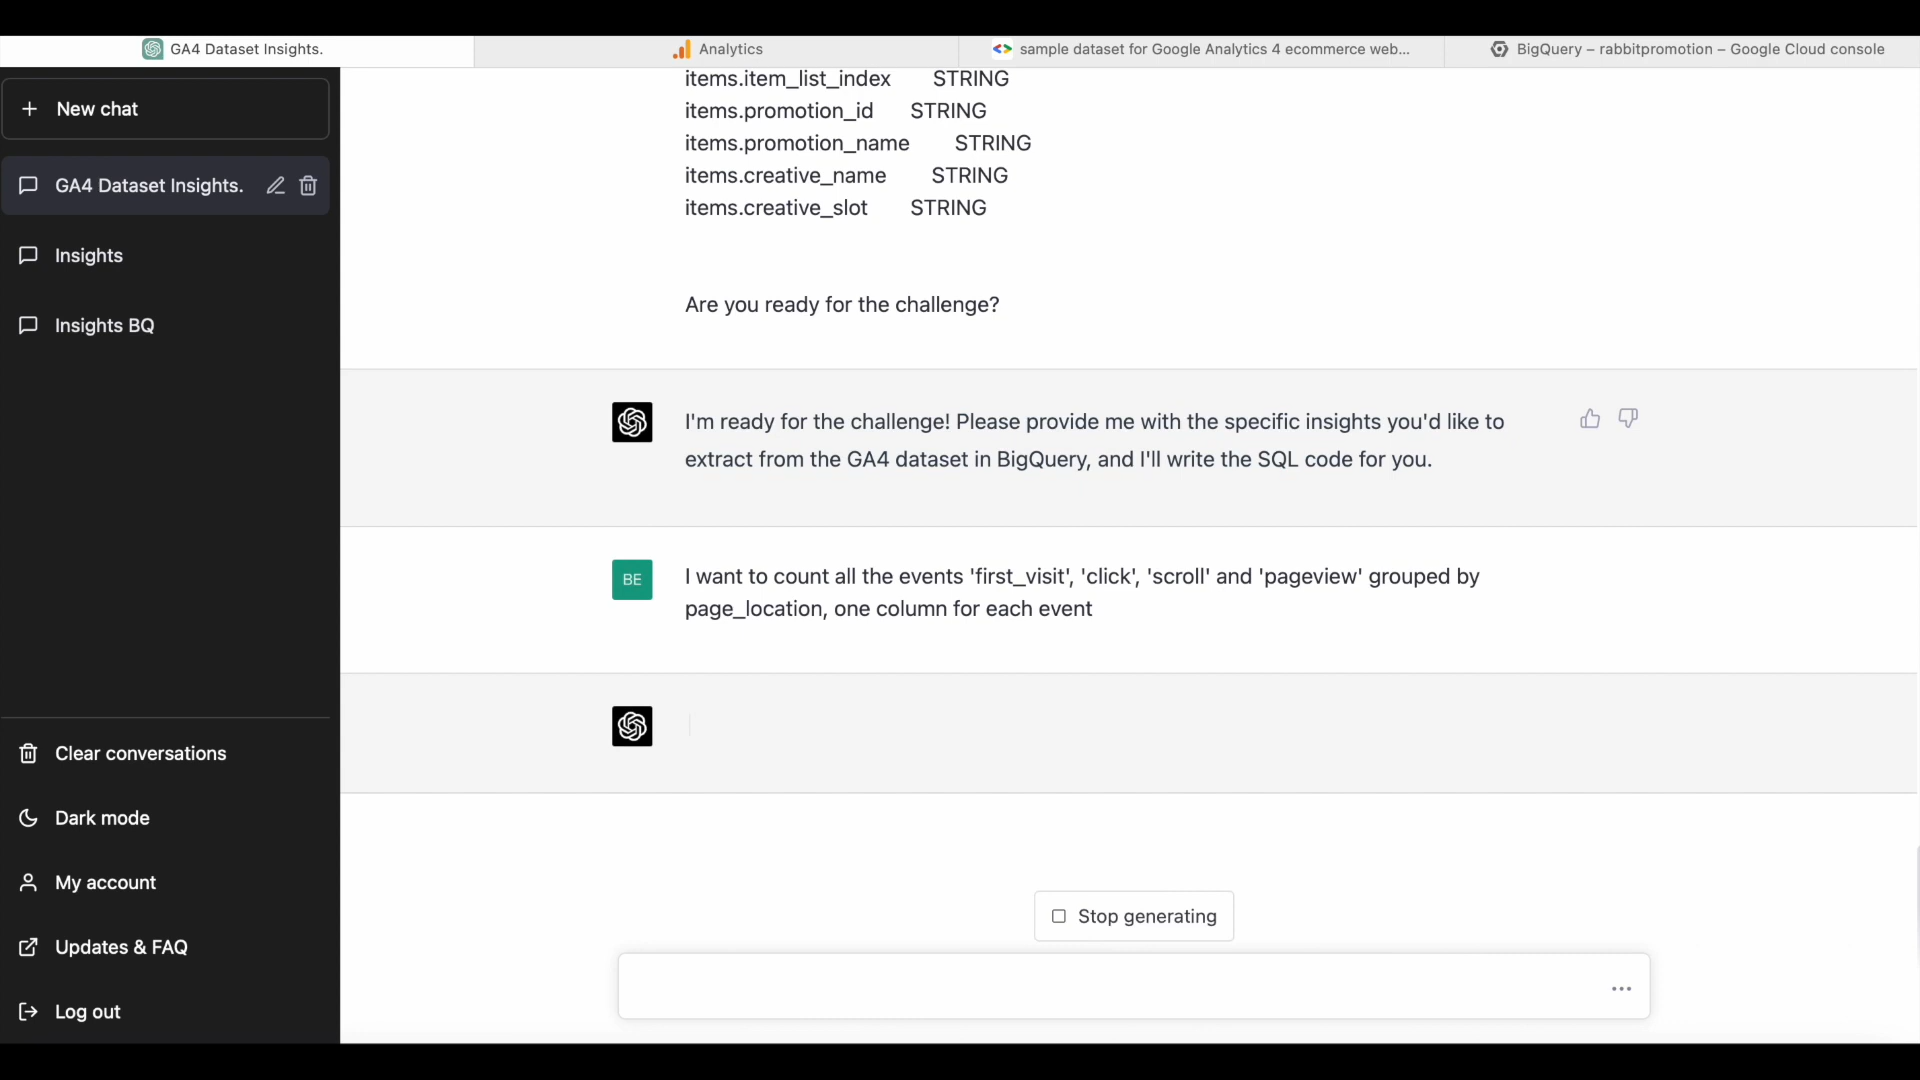 GA4 Dataset Insights.
Analytics
sample dataset for Google Analytics 4 ecommerce web...
BigQuery – rabbitpromotion – Google Cloud console
New chat
GA4 Dataset Insights.
Insights
Insights BQ
Clear conversations
Dark mode
My account
Updates & FAQ
Log out
items.item_list_index STRING
items.promotion_id STRING
items.promotion_name STRING
items.creative_name STRING
items.creative_slot STRING
Are you ready for the challenge?
I'm ready for the challenge! Please provide me with the specific insights you'd like to
extract from the GA4 dataset in BigQuery, and I'll write the SQL code for you.
BE
I want to count all the events 'first_visit', 'click', 'scroll' and 'pageview' grouped by
page_location, one column for each event
Stop generating